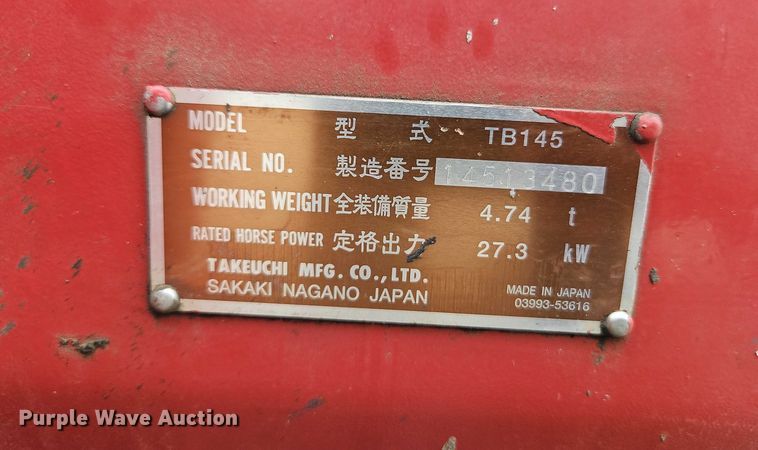 MODEL 型 式 TB145
SERIAL NO. 製造番号 14513480
WORKING WEIGHT 全装備質量 4.74 t
RATED HORSE POWER 定格出力 27.3 kW
TAKEUCHI MFG. CO., LTD.
SAKAKI NAGANO JAPAN
MADE IN JAPAN
03993-53616
Purple Wave Auction